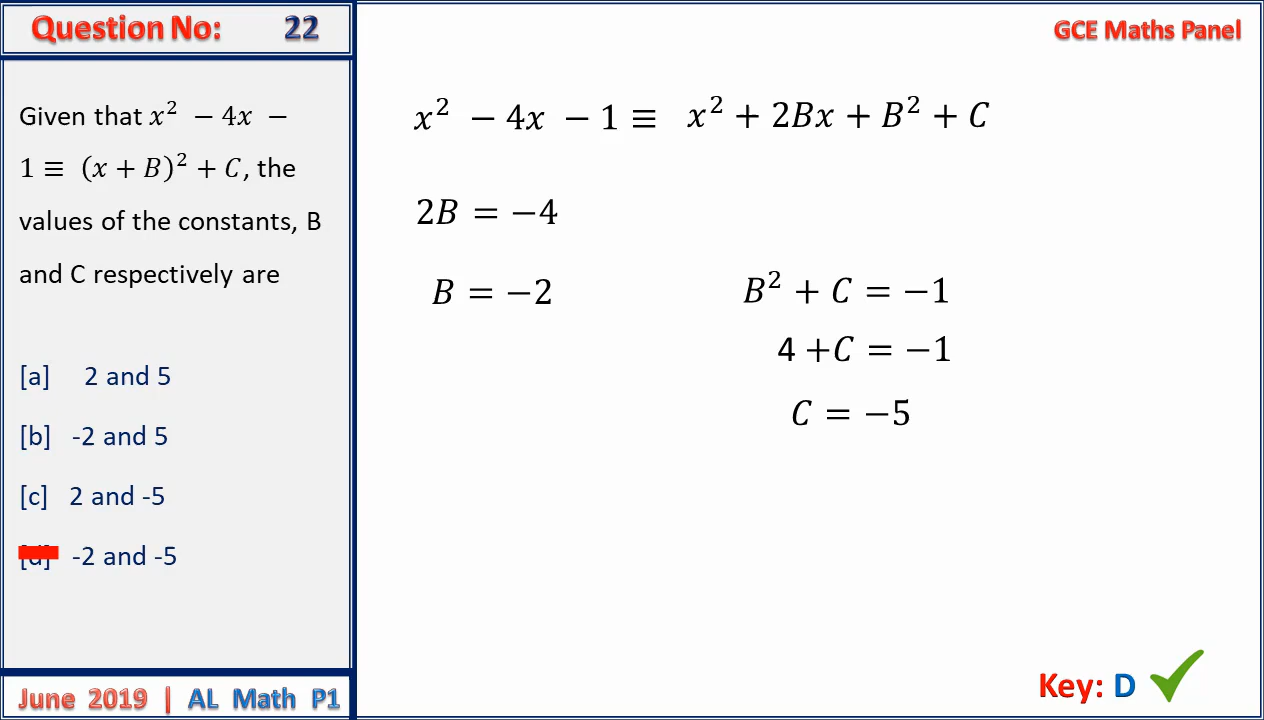 Question No: 22
GCE Maths Panel
Given that x² − 4x −
1 ≡ (x + B)² + C, the
values of the constants, B
and C respectively are
[a] 2 and 5
[b] -2 and 5
[c] 2 and -5
[d] -2 and -5
June 2019 | AL Math P1
x² − 4x − 1 ≡ x² + 2Bx + B² + C
2B = −4
B = −2
B² + C = −1
4 + C = −1
C = −5
Key: D